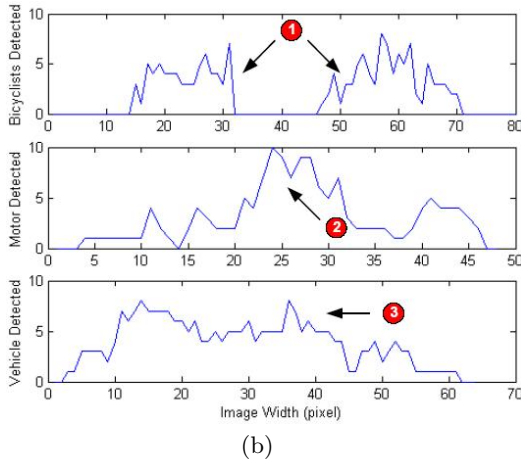 Bicyclists Detected
10
5
0
0 10 20 30 40 50 60 70 80
1
Motor Detected
10
5
0
0 5 10 15 20 25 30 35 40 45 50
2
Vehicle Detected
10
5
0
0 10 20 30 40 50 60 70
3
Image Width (pixel)
(b)